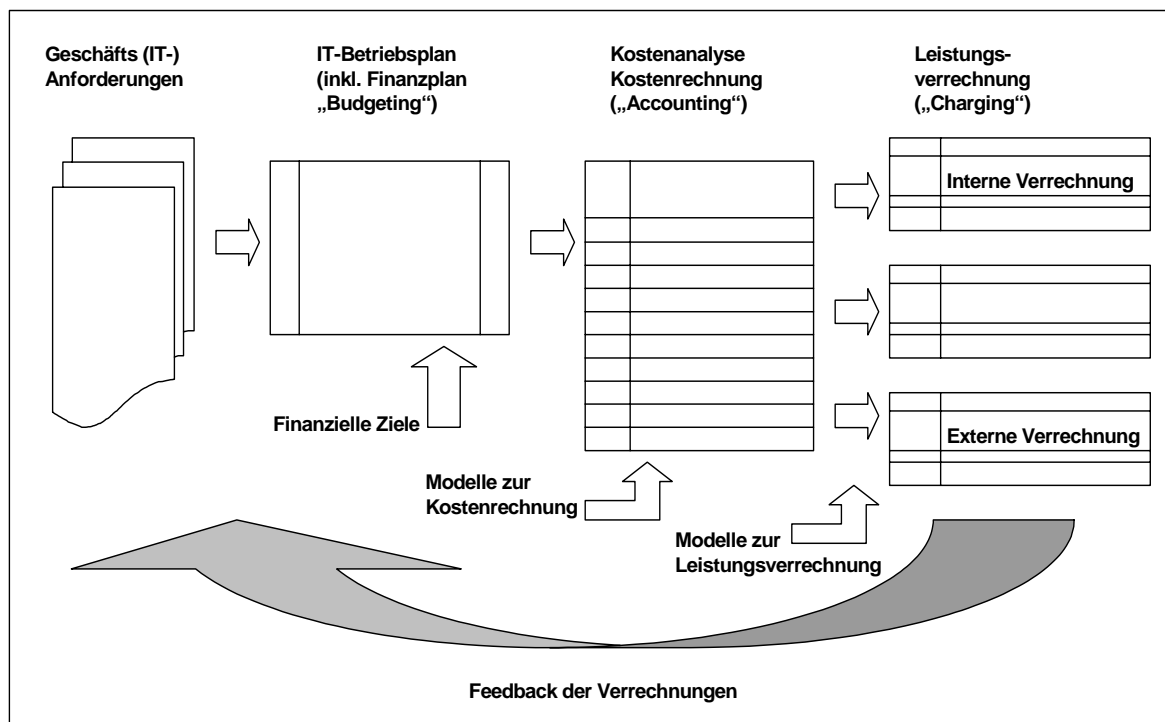 Geschäfts (IT-)
Anforderungen
IT-Betriebsplan
(inkl. Finanzplan
„Budgeting“)
Kostenanalyse
Kostenrechnung
(„Accounting“)
Leistungs-
verrechnung
(„Charging“)
Interne Verrechnung
Externe Verrechnung
Finanzielle Ziele
Modelle zur
Kostenrechnung
Modelle zur
Leistungsverrechnung
Feedback der Verrechnungen